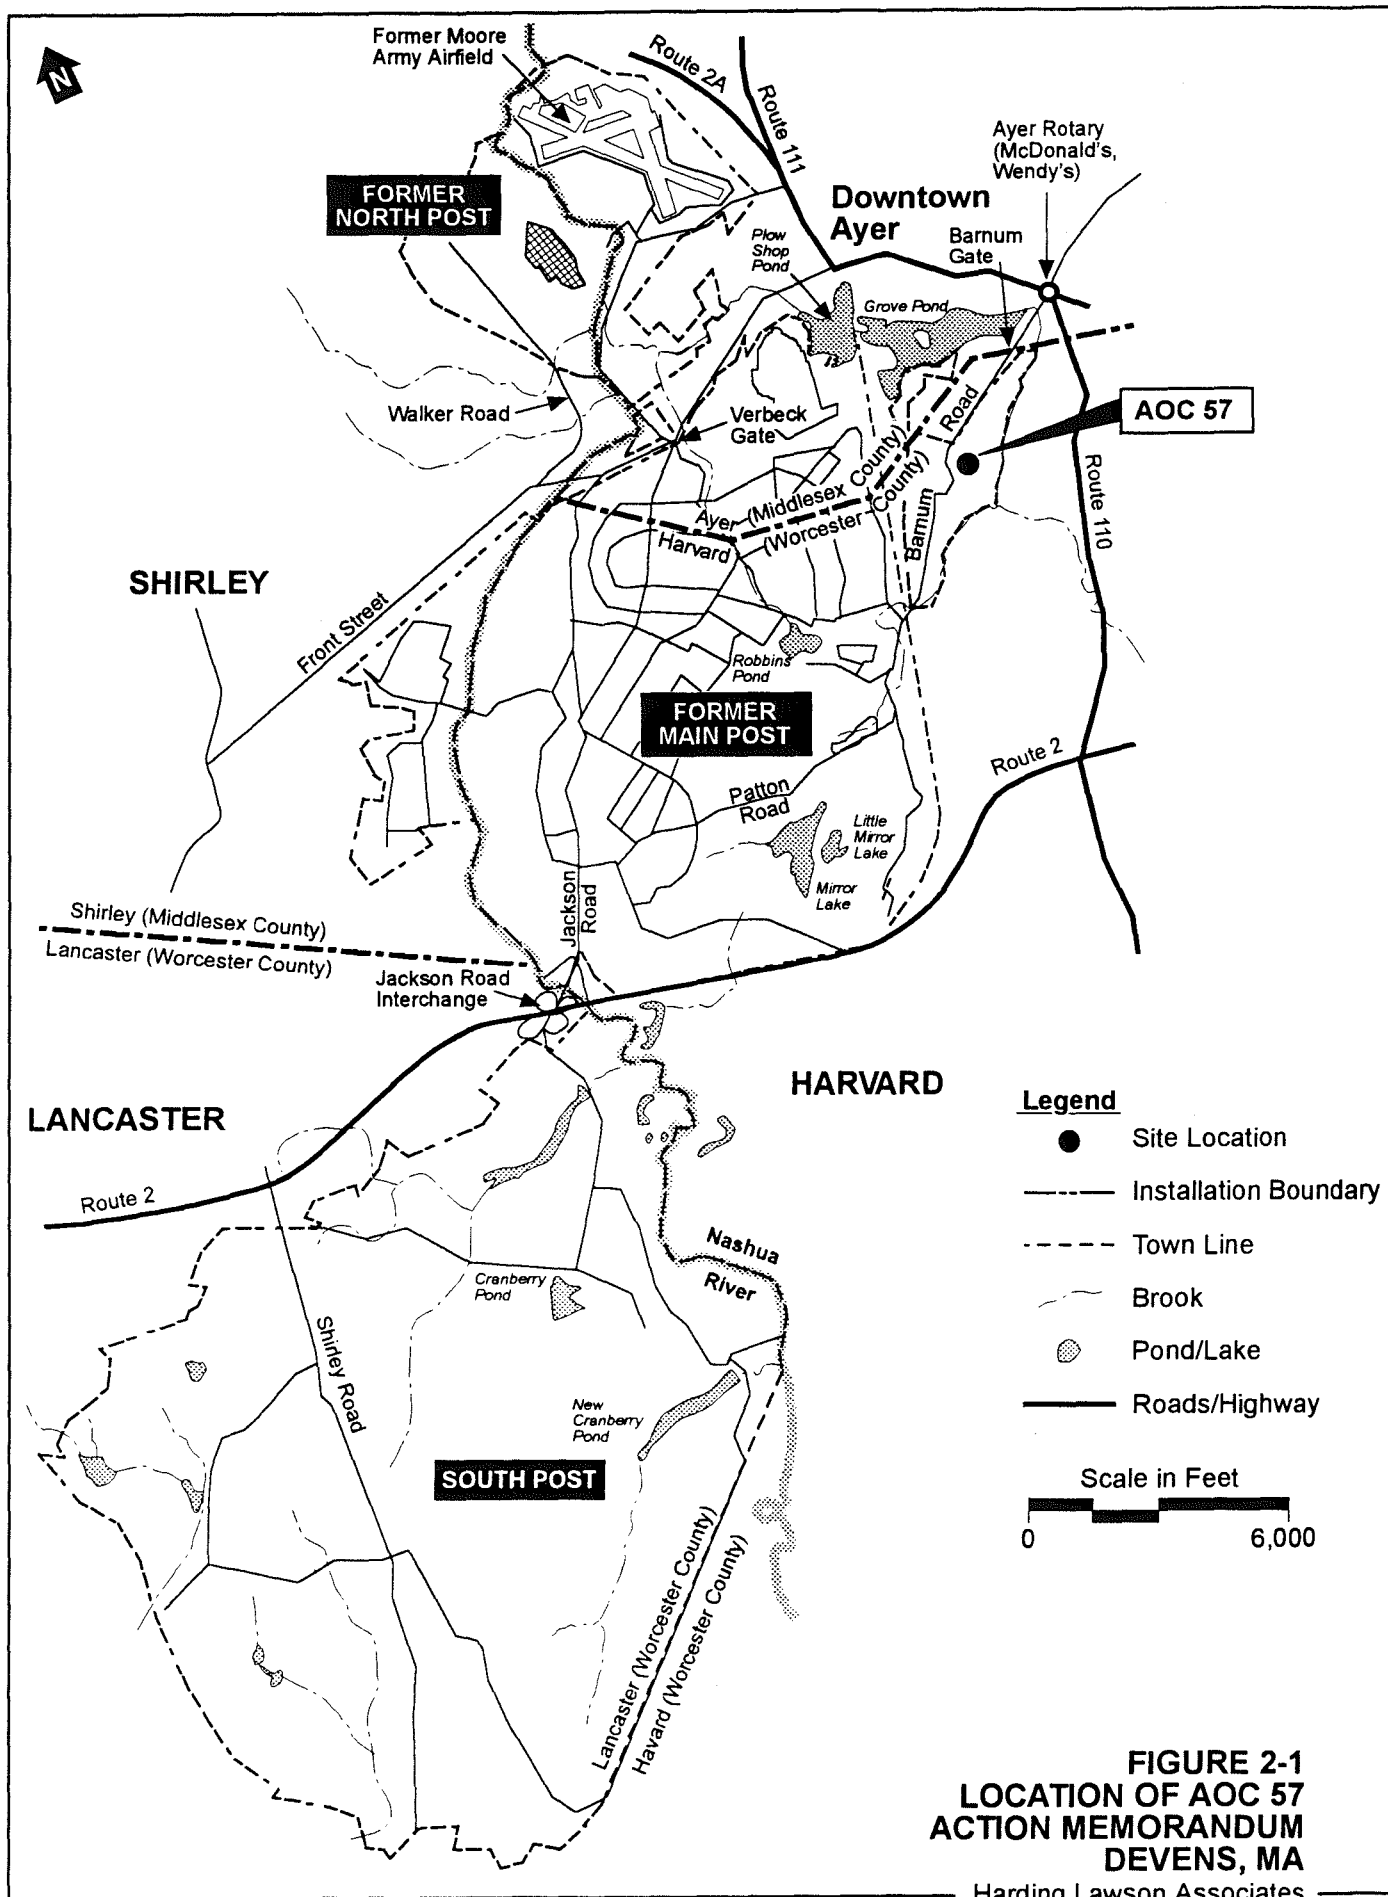 Former Moore
Army Airfield
N
Route 2A
Route 111
Ayer Rotary
(McDonald's,
Wendy's)
FORMER
NORTH POST
Downtown
Ayer
Barnum
Gate
Plow
Shop
Pond
Grove Pond
Walker Road
Verbeck
Gate
Road
AOC 57
Ayer (Middlesex County)
Harvard (Worcester County)
Barnum
Route 110
SHIRLEY
Front Street
Robbins
Pond
FORMER
MAIN POST
Route 2
Patton
Road
Little
Mirror
Lake
Mirror
Lake
Jackson
Road
Shirley (Middlesex County)
Lancaster (Worcester County)
Jackson Road
Interchange
HARVARD
LANCASTER
Route 2
Nashua
River
Cranberry
Pond
Shirley Road
New
Cranberry
Pond
SOUTH POST
Lancaster (Worcester County)
Havard (Worcester County)
Legend
Site Location
Installation Boundary
Town Line
Brook
Pond/Lake
Roads/Highway
Scale in Feet
0 6,000
FIGURE 2-1
LOCATION OF AOC 57
ACTION MEMORANDUM
DEVENS, MA
Harding Lawson Associates